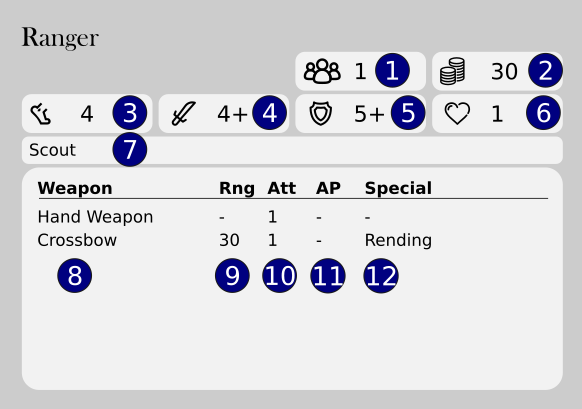 Ranger
1 1 30 2
4 3 4+ 4 5+ 5 1 6
Scout 7
Weapon Rng Att AP Special
Hand Weapon - 1 - -
Crossbow 30 1 - Rending
8 9 10 11 12